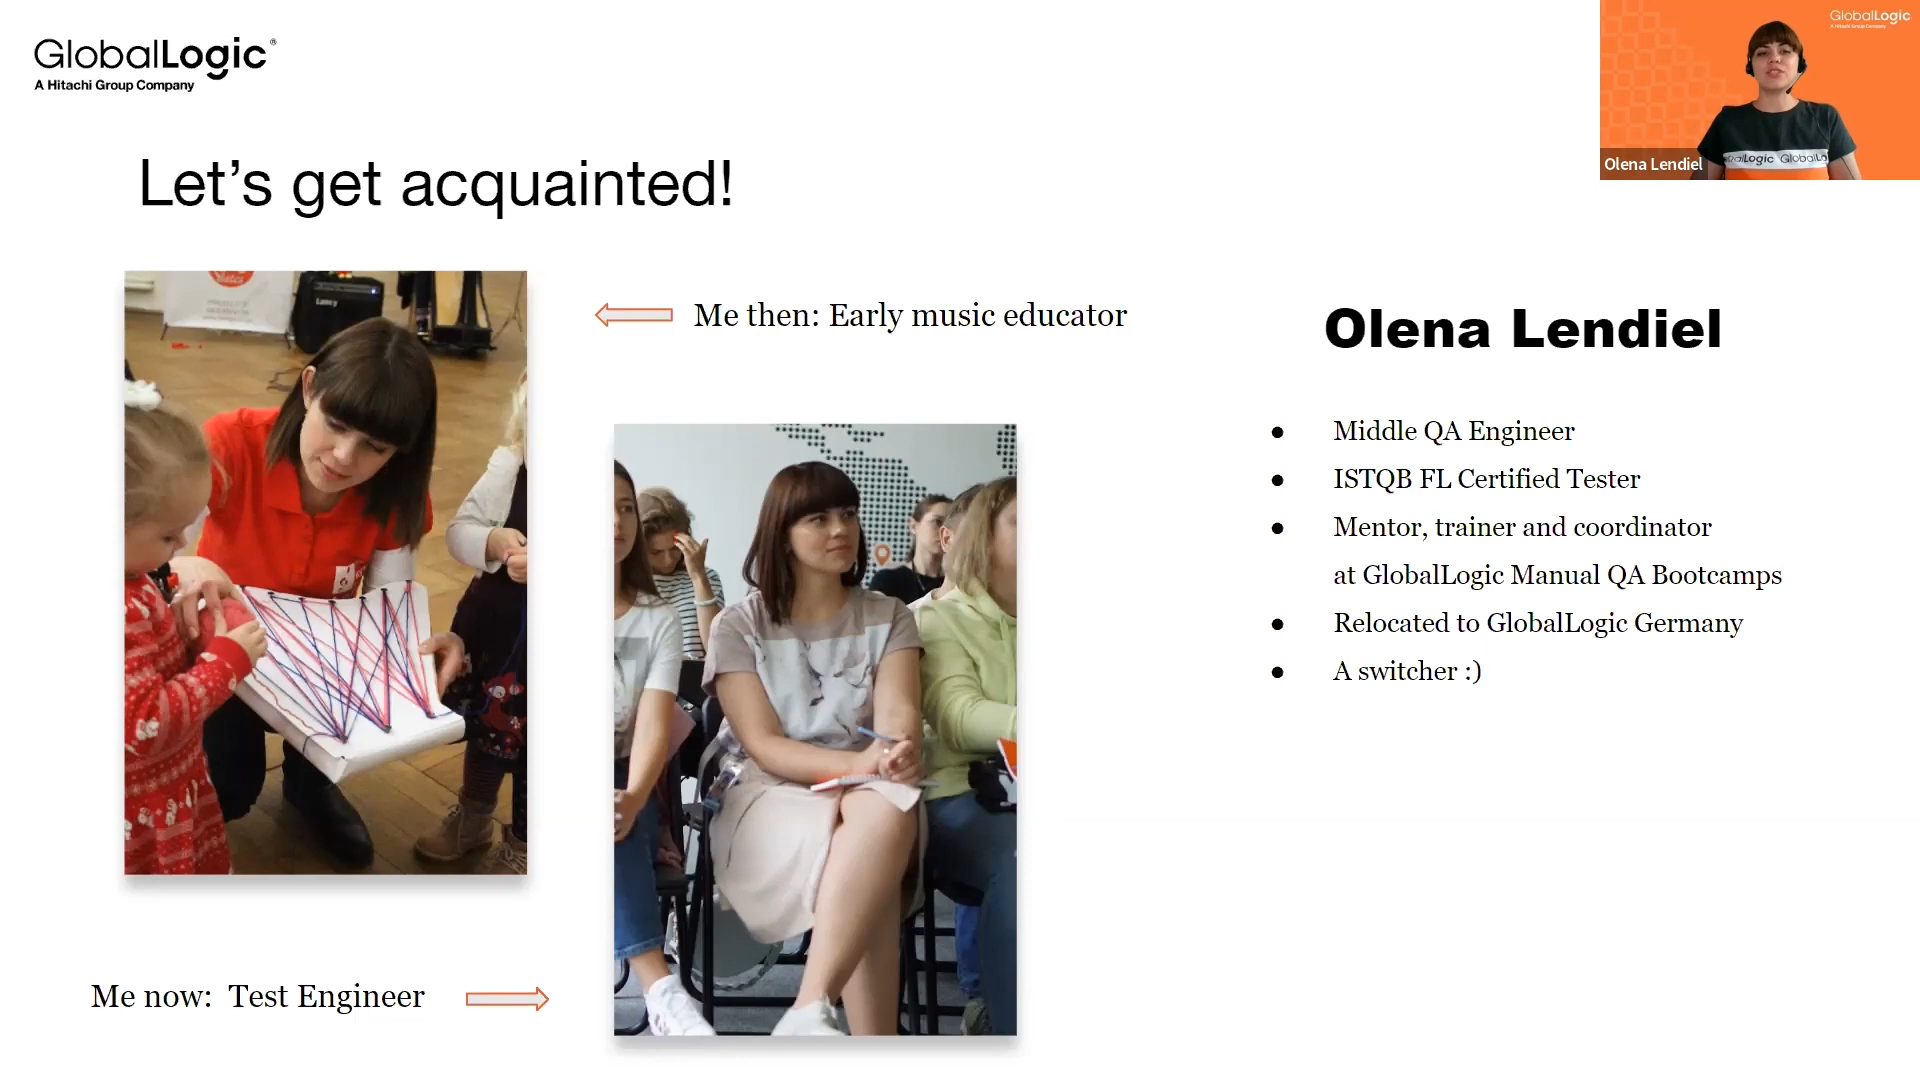 GlobalLogic®
A Hitachi Group Company
GlobalLogic
A Hitachi Group Company
Olena Lendiel
Let’s get acquainted!
Me then: Early music educator
Olena Lendiel
● Middle QA Engineer
● ISTQB FL Certified Tester
● Mentor, trainer and coordinator
at GlobalLogic Manual QA Bootcamps
● Relocated to GlobalLogic Germany
● A switcher :)
Me now: Test Engineer